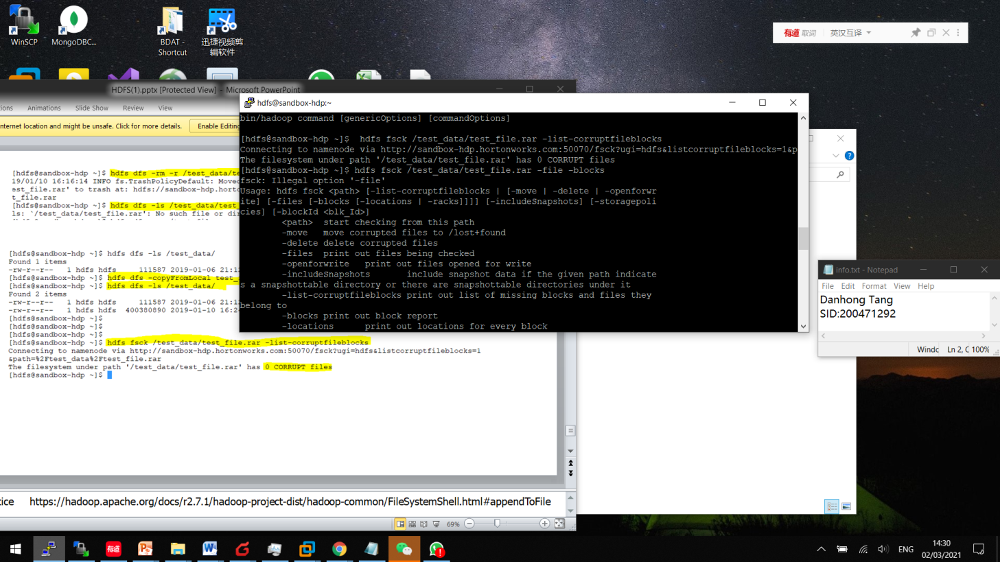 WinSCP
MongoDBC...
BDAT -
Shortcut
迅捷视频剪
辑软件
有道 取词
英汉互译
HDFS(1).pptx [Protected View] - Microsoft PowerPoint
ions
Animations
Slide Show
Review
View
nternet location and might be unsafe. Click for more details.
Enable Editing
[hdfs@sandbox-hdp ~]$ hdfs dfs -rm -r /test_data/te
19/01/10 16:16:14 INFO fs.TrashPolicyDefault: Moved
est_file.rar' to trash at: hdfs://sandbox-hdp.horto
t_file.rar
[hdfs@sandbox-hdp ~]$ hdfs dfs -ls /test_data/test_
ls: `/test_data/test_file.rar': No such file or dir
[hdfs@sandbox-hdp ~]$ hdfs dfs -ls /test_data/
Found 1 items
-rw-r--r-- 1 hdfs hdfs 111587 2019-01-06 21:12
[hdfs@sandbox-hdp ~]$ hdfs dfs -copyFromLocal test_
[hdfs@sandbox-hdp ~]$ hdfs dfs -ls /test_data/
Found 2 items
-rw-r--r-- 1 hdfs hdfs 111587 2019-01-06 21:12
-rw-r--r-- 1 hdfs hdfs 400380890 2019-01-10 16:24
[hdfs@sandbox-hdp ~]$
[hdfs@sandbox-hdp ~]$
[hdfs@sandbox-hdp ~]$
[hdfs@sandbox-hdp ~]$ hdfs fsck /test_data/test_file.rar -list-corruptfileblocks
Connecting to namenode via http://sandbox-hdp.hortonworks.com:50070/fsck?ugi=hdfs&listcorruptfileblocks=1
&path=%2Ftest_data%2Ftest_file.rar
The filesystem under path '/test_data/test_file.rar' has 0 CORRUPT files
[hdfs@sandbox-hdp ~]$
hdfs@sandbox-hdp:~
bin/hadoop command [genericOptions] [commandOptions]
[hdfs@sandbox-hdp ~]$  hdfs fsck /test_data/test_file.rar -list-corruptfileblocks
Connecting to namenode via http://sandbox-hdp.hortonworks.com:50070/fsck?ugi=hdfs&listcorruptfileblocks=1&p
The filesystem under path '/test_data/test_file.rar' has 0 CORRUPT files
[hdfs@sandbox-hdp ~]$ hdfs fsck /test_data/test_file.rar -file -blocks
fsck: Illegal option '-file'
Usage: hdfs fsck <path> [-list-corruptfileblocks | [-move | -delete | -openforwr
ite] [-files [-blocks [-locations | -racks]]]] [-includeSnapshots] [-storagepoli
cies] [-blockId <blk_Id>]
<path> start checking from this path
-move move corrupted files to /lost+found
-delete delete corrupted files
-files print out files being checked
-openforwrite print out files opened for write
-includeSnapshots include snapshot data if the given path indicate
s a snapshottable directory or there are snapshottable directories under it
-list-corruptfileblocks print out list of missing blocks and files they
belong to
-blocks print out block report
-locations print out locations for every block
info.txt - Notepad
File Edit Format View Help
Danhong Tang
SID:200471292
Windc
Ln 2, C
100%
tice https://hadoop.apache.org/docs/r2.7.1/hadoop-project-dist/hadoop-common/FileSystemShell.html#appendToFile
69%
有道
ENG
14:30
02/03/2021